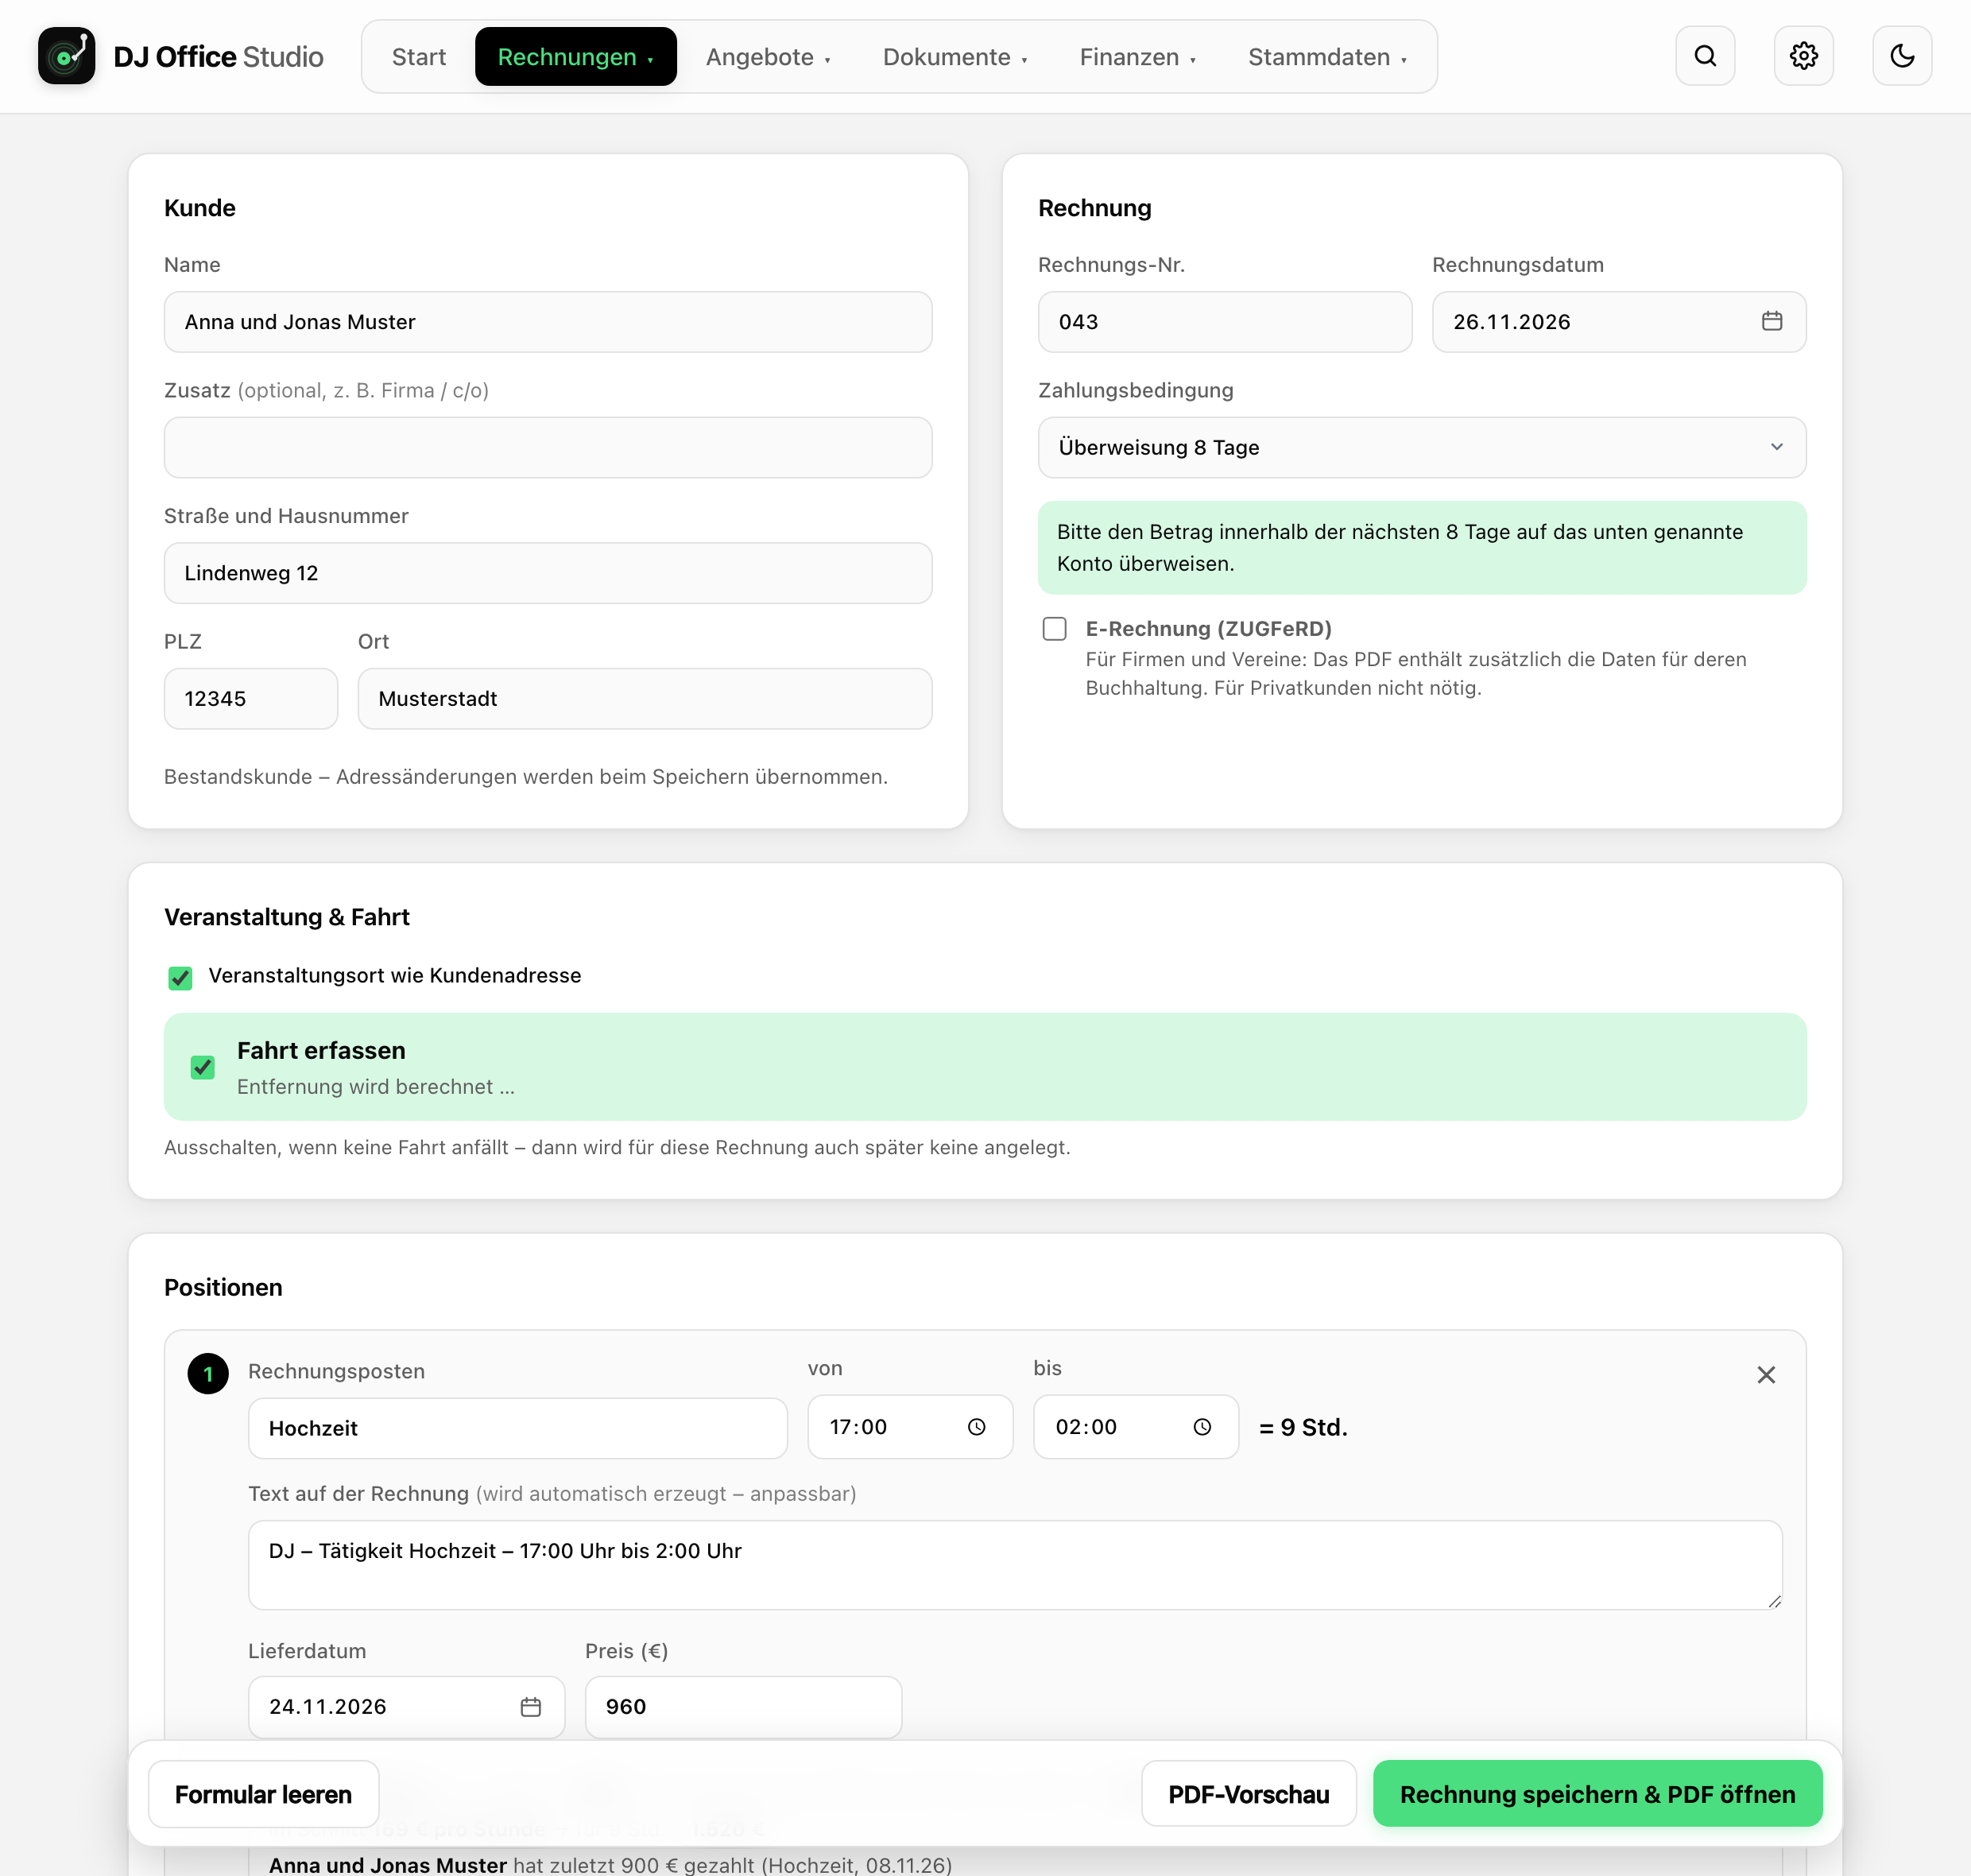 DJ Office Studio
Start
Rechnungen
Angebote
Dokumente
Finanzen
Stammdaten
Kunde
Name
Anna und Jonas Muster
Zusatz (optional, z. B. Firma / c/o)
Straße und Hausnummer
Lindenweg 12
PLZ
Ort
12345
Musterstadt
Bestandskunde – Adressänderungen werden beim Speichern übernommen.
Rechnung
Rechnungs-Nr.
Rechnungsdatum
043
26.11.2026
Zahlungsbedingung
Überweisung 8 Tage
Bitte den Betrag innerhalb der nächsten 8 Tage auf das unten genannte
Konto überweisen.
E-Rechnung (ZUGFeRD)
Für Firmen und Vereine: Das PDF enthält zusätzlich die Daten für deren
Buchhaltung. Für Privatkunden nicht nötig.
Veranstaltung & Fahrt
Veranstaltungsort wie Kundenadresse
Fahrt erfassen
Entfernung wird berechnet ...
Ausschalten, wenn keine Fahrt anfällt – dann wird für diese Rechnung auch später keine angelegt.
Positionen
1
Rechnungsposten
von
bis
Hochzeit
17:00
02:00
= 9 Std.
Text auf der Rechnung (wird automatisch erzeugt – anpassbar)
DJ – Tätigkeit Hochzeit – 17:00 Uhr bis 2:00 Uhr
Lieferdatum
Preis (€)
24.11.2026
960
Formular leeren
PDF-Vorschau
Rechnung speichern & PDF öffnen
pro Stunde
Anna und Jonas Muster hat zuletzt 900 € gezahlt (Hochzeit, 08.11.26)